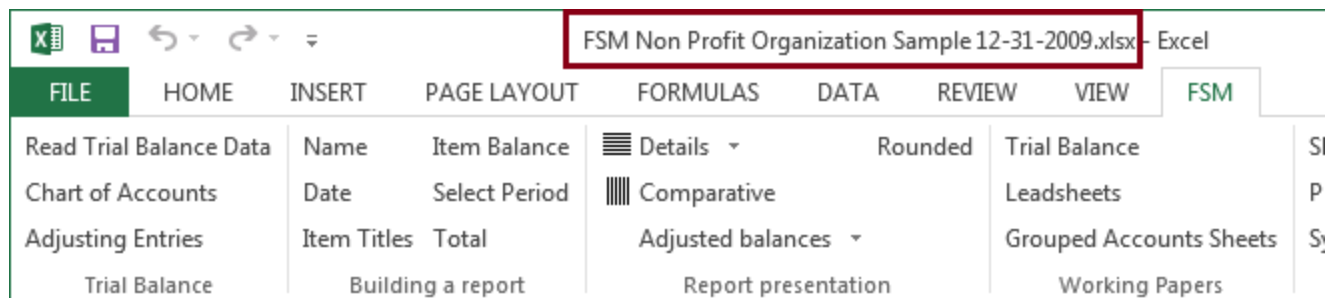 FSM Non Profit Organization Sample 12-31-2009.xlsx - Excel
FILE HOME INSERT PAGE LAYOUT FORMULAS DATA REVIEW VIEW FSM
Read Trial Balance Data Name Item Balance Details Rounded Trial Balance
Chart of Accounts Date Select Period Comparative Leadsheets
Adjusting Entries Item Titles Total Adjusted balances Grouped Accounts Sheets
Trial Balance Building a report Report presentation Working Papers